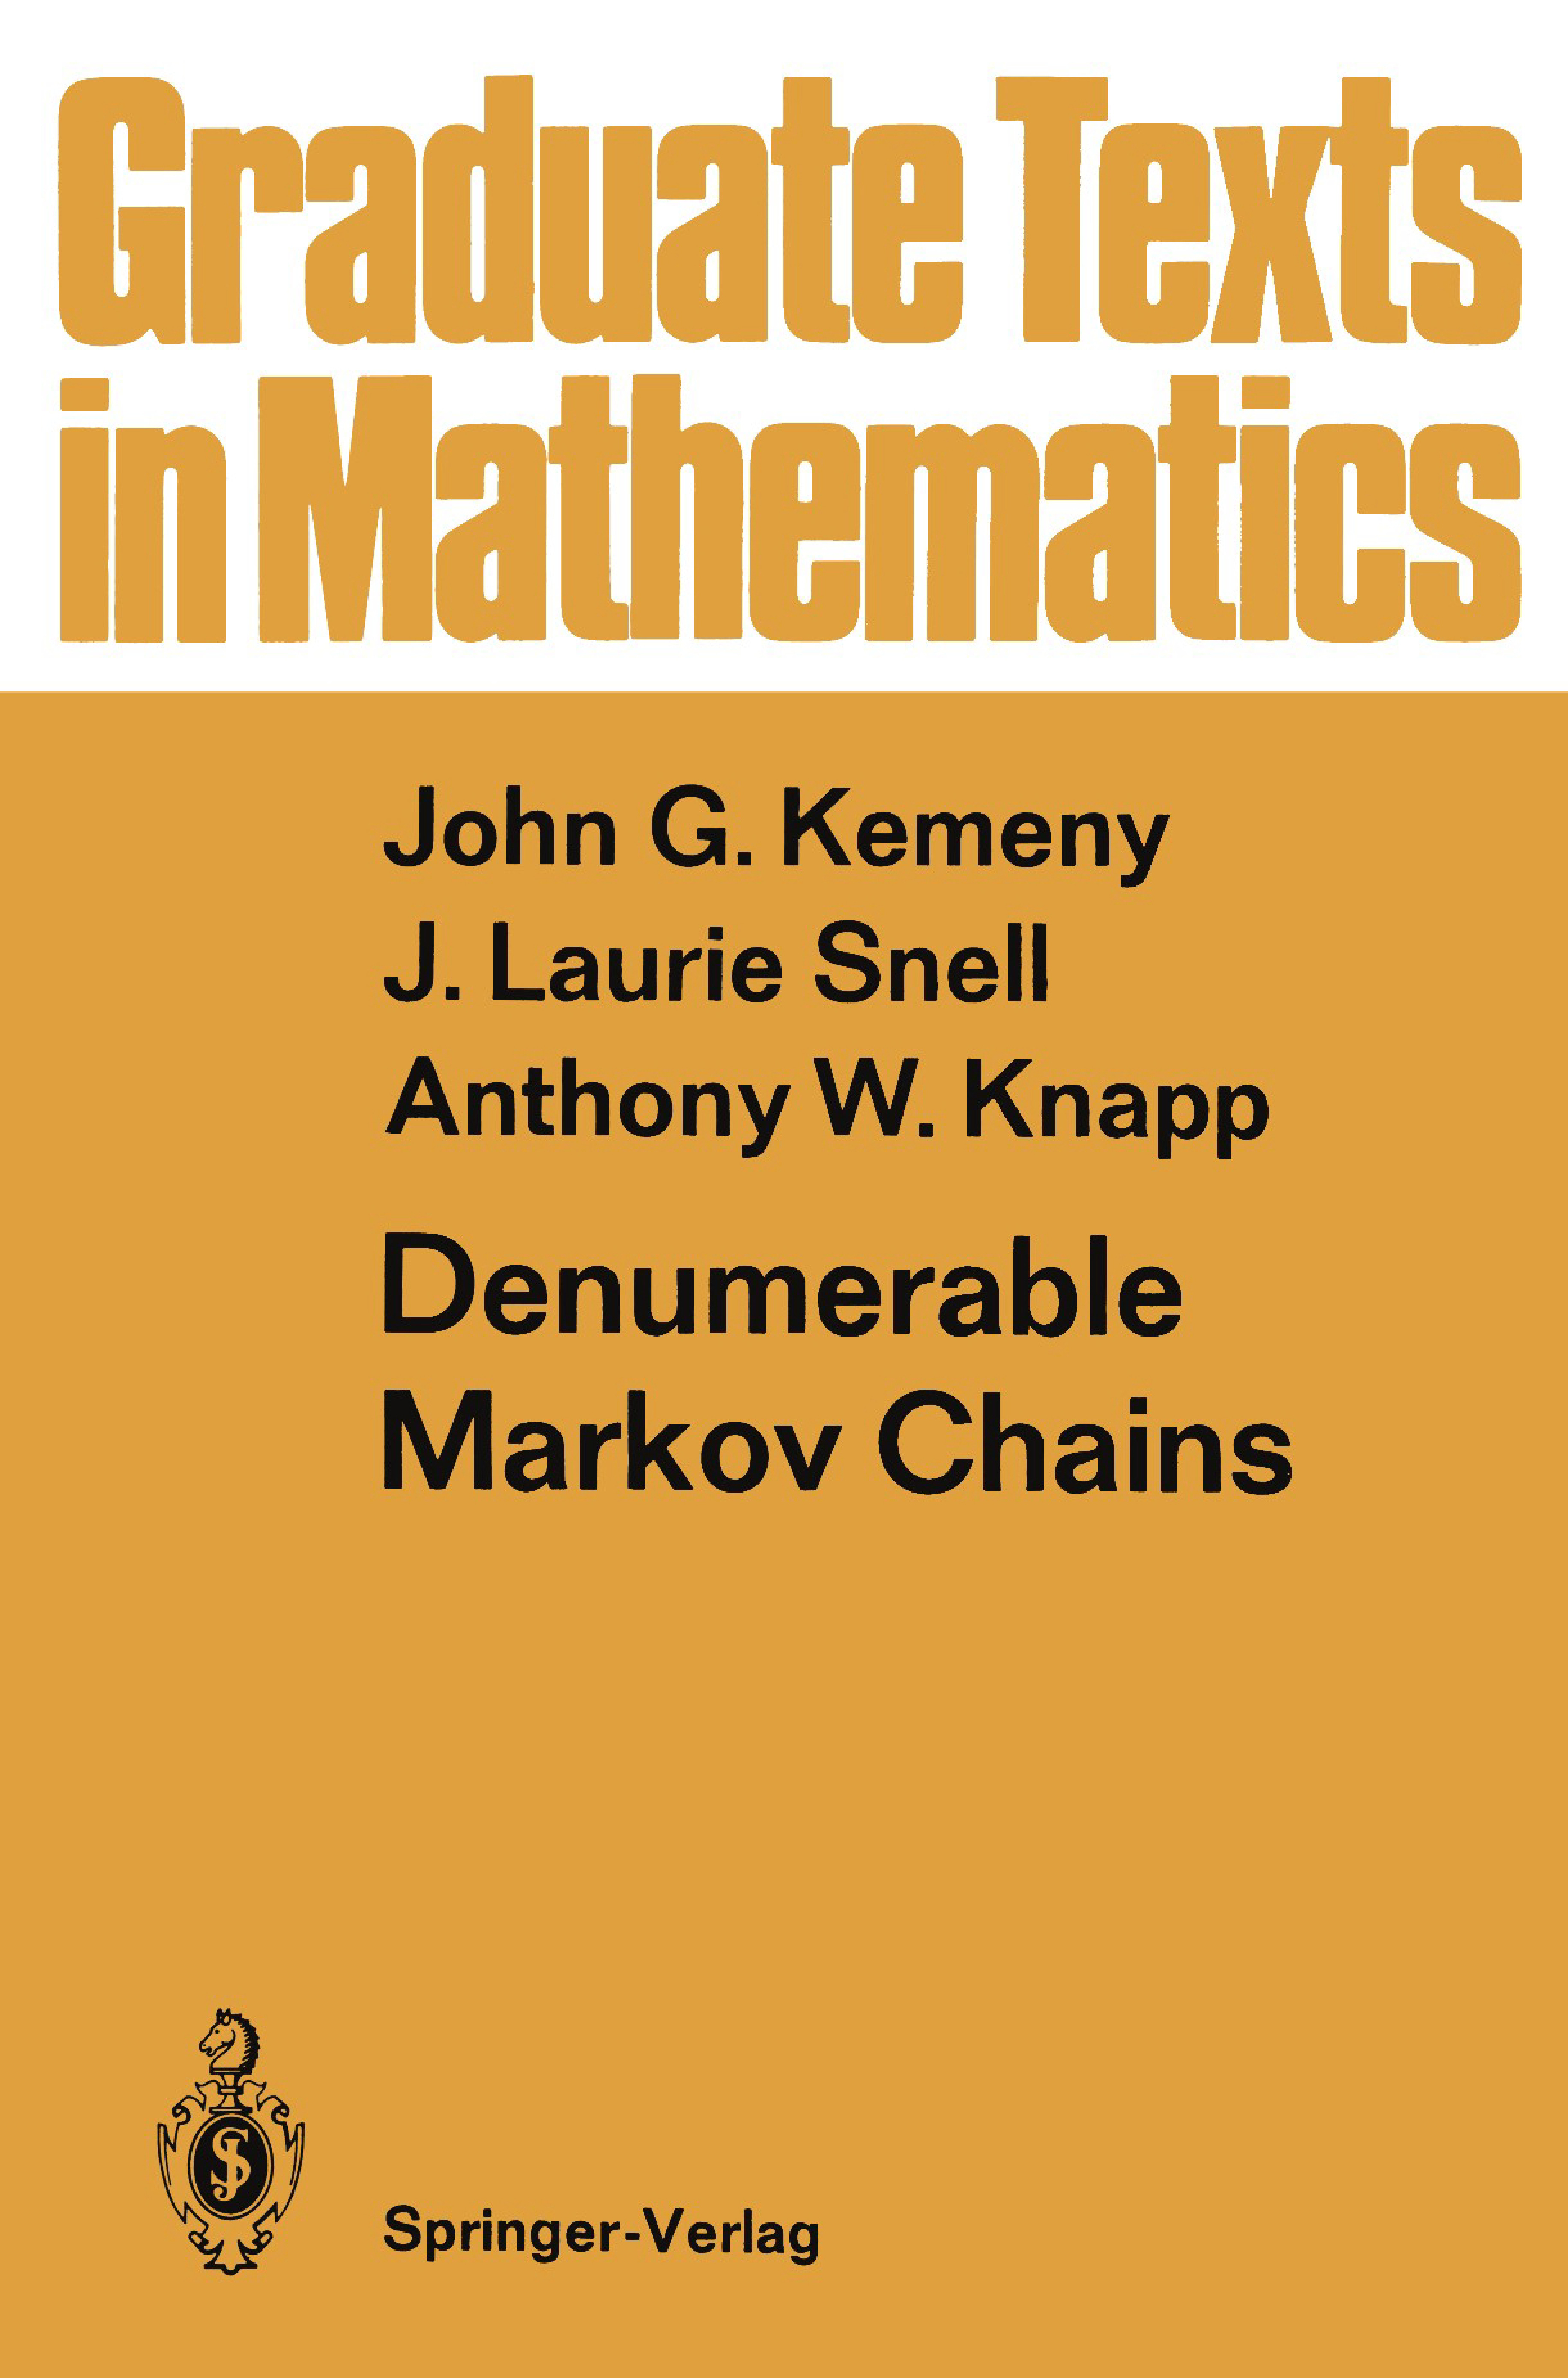 Graduate Texts
in Mathematics
John G. Kemeny
J. Laurie Snell
Anthony W. Knapp
Denumerable
Markov Chains
Springer-Verlag